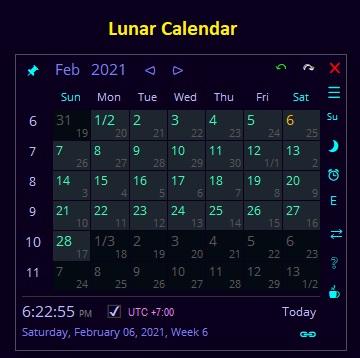 Lunar Calendar
Feb 2021
Sun Mon Tue Wed Thu Fri Sat
Su
6 31 19 1/2 20 2 21 3 22 4 23 5 24 6 25
7 7 26 8 27 9 28 10 29 11 30 12 1/1 13 2
8 14 3 15 4 16 5 17 6 18 7 19 8 20 9
E
9 21 10 22 11 23 12 24 13 25 14 26 15 27 16
10 28 17 1/3 18 2 19 3 20 4 21 5 22 6 23
11 7 24 8 25 9 26 10 27 11 28 12 29 13 1/2
6:22:55 PM UTC +7:00 Today
Saturday, February 06, 2021, Week 6